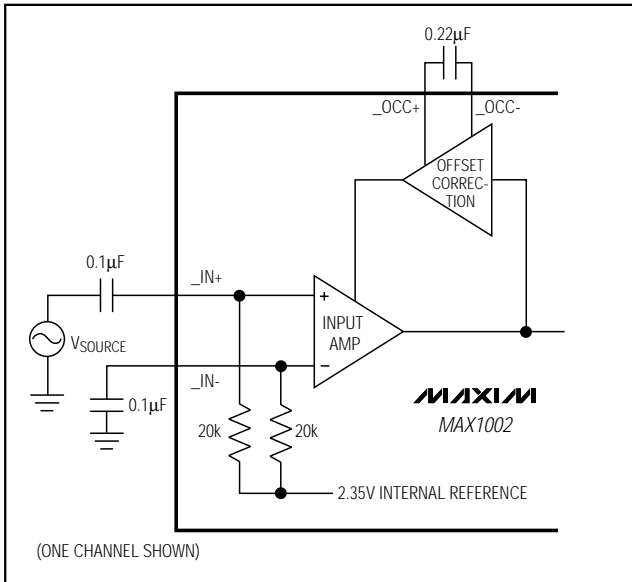 0.22µF
_OCC+
_OCC-
OFFSET
CORREC-
TION
0.1µF
_IN+
+
INPUT
AMP
VSOURCE
_IN-
−
0.1µF
20k
20k
MAXIM
MAX1002
2.35V INTERNAL REFERENCE
(ONE CHANNEL SHOWN)